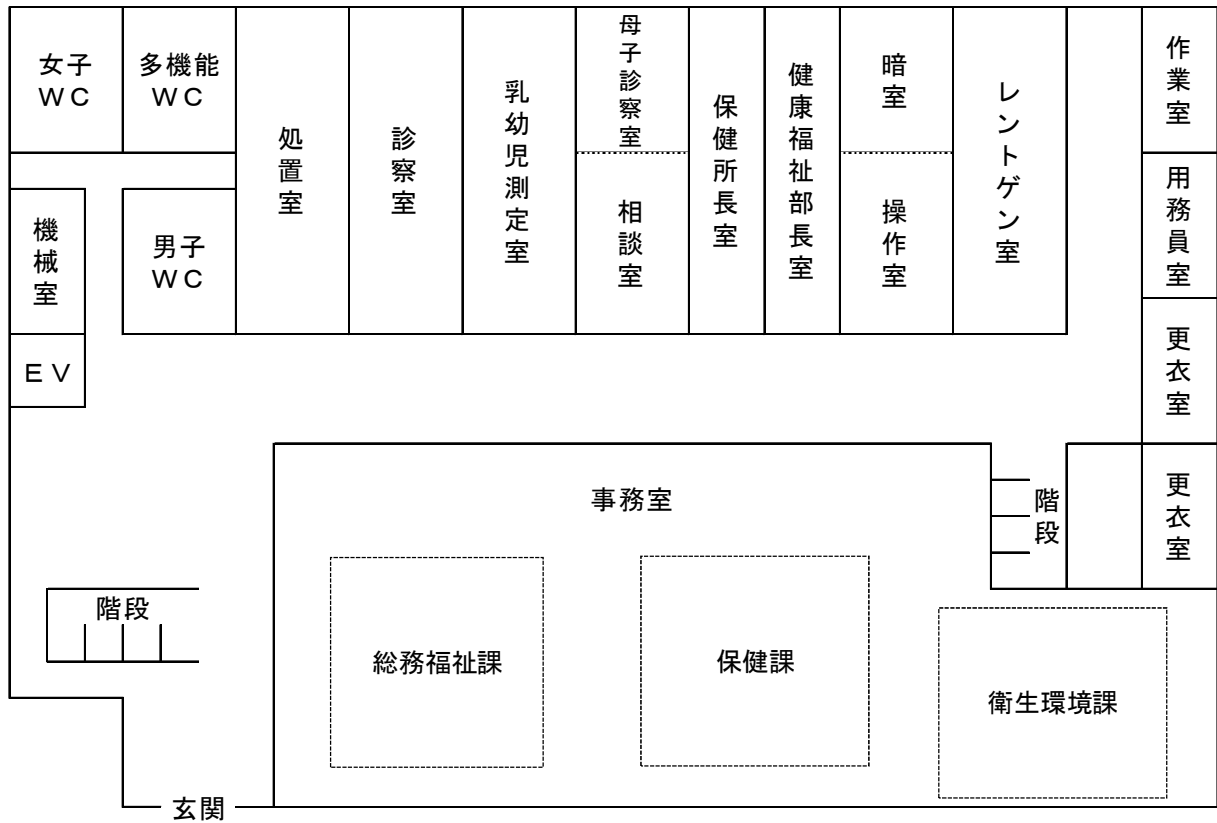 女子
ＷＣ
多機能
ＷＣ
処置室
診察室
乳幼児測定室
母子診察室
相談室
保健所長室
健康福祉部長室
暗室
操作室
レントゲン室
作業室
用務員室
更衣室
更衣室
機械室
男子
ＷＣ
ＥＶ
事務室
階段
階段
総務福祉課
保健課
衛生環境課
玄関